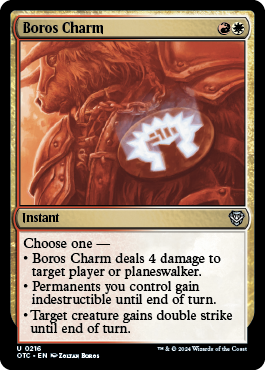 Boros Charm
Instant
Choose one —
• Boros Charm deals 4 damage to
target player or planeswalker.
• Permanents you control gain
indestructible until end of turn.
• Target creature gains double strike
until end of turn.
U 0216
OTC • EN Zoltan Boros
™ & © 2024 Wizards of the Coast